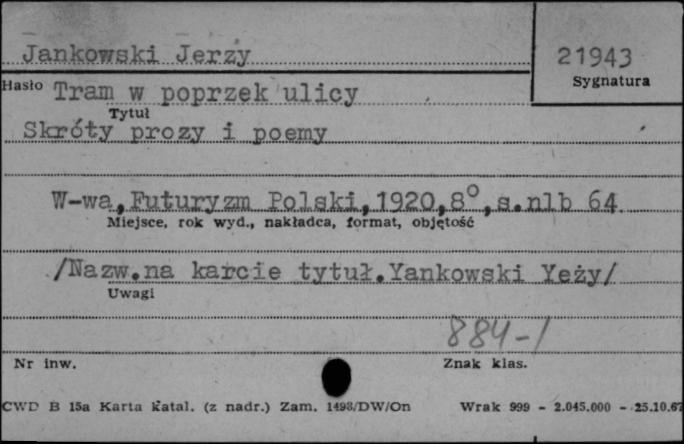 Jankowski Jerzy
21943
Hasło
Sygnatura
Tram w poprzek ulicy
Tytuł
Skróty prozy i poemy
W-wa,Futuryzm Polski,1920,8°,s.nlb 64
Miejsce, rok wyd., nakładca, format, objętość
/Nazw.na karcie tytuł.Yankowski Yeży/
Uwagi
884-1
Nr inw.
Znak klas.
CWD B 15a Karta katal. (z nadr.) Zam. 1498/DW/On
Wrak 999 - 2.045.000 - 25.10.67